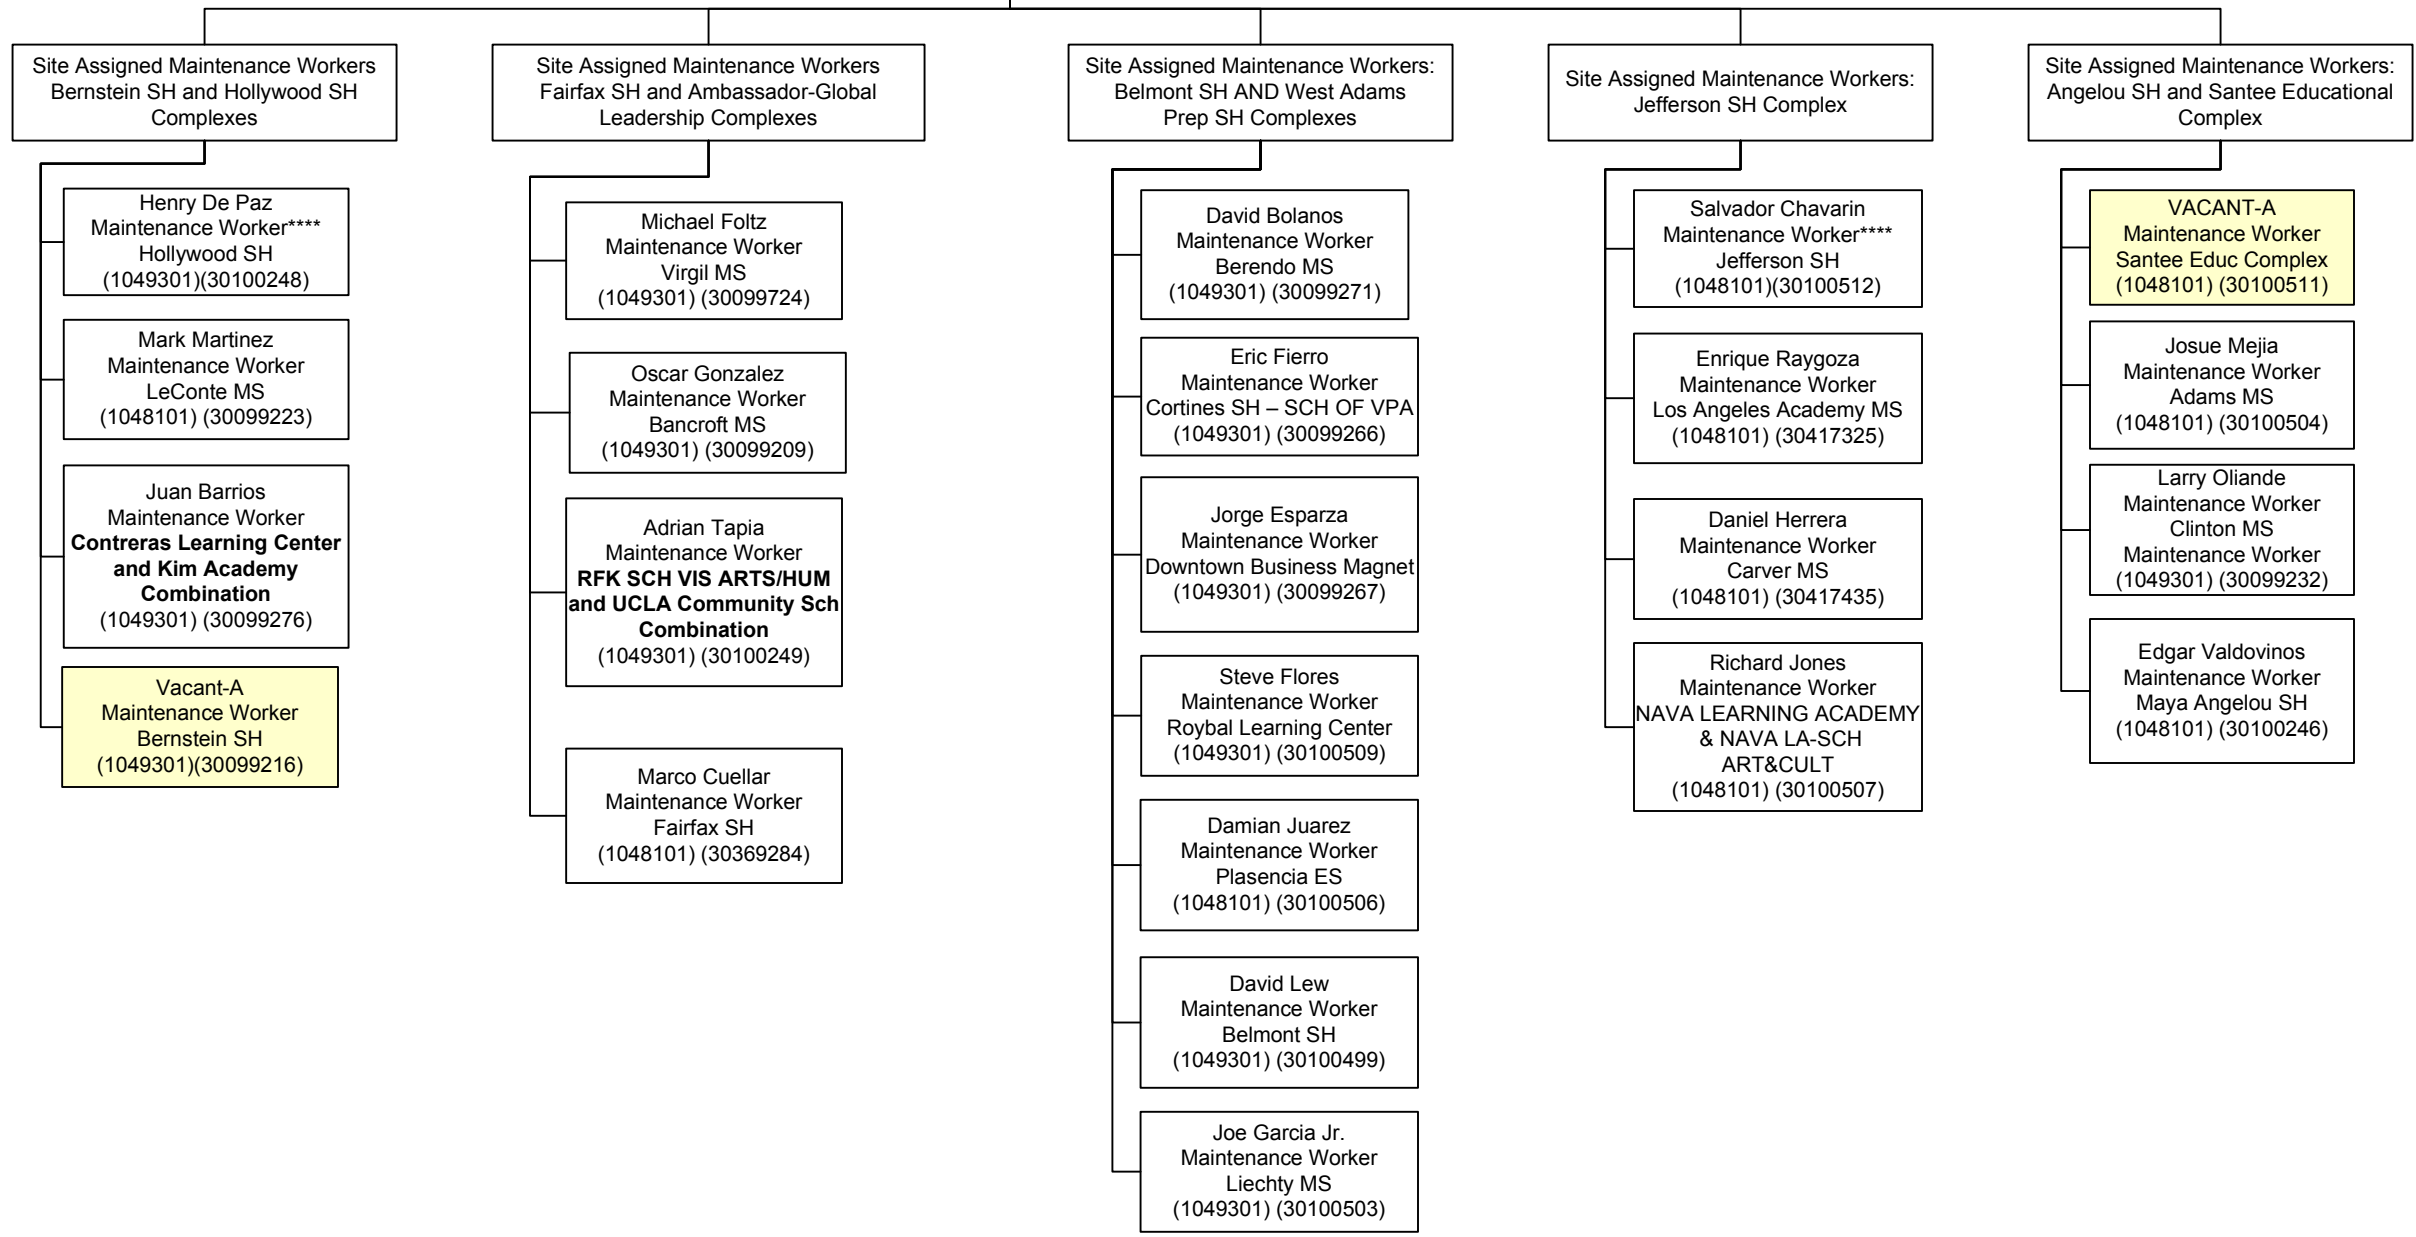 Site Assigned Maintenance Workers
Bernstein SH and Hollywood SH
Complexes
Henry De Paz
Maintenance Worker****
Hollywood SH
(1049301)(30100248)
Mark Martinez
Maintenance Worker
LeConte MS
(1048101) (30099223)
Juan Barrios
Maintenance Worker
Contreras Learning Center
and Kim Academy
Combination
(1049301) (30099276)
Vacant-A
Maintenance Worker
Bernstein SH
(1049301)(30099216)
Site Assigned Maintenance Workers
Fairfax SH and Ambassador-Global
Leadership Complexes
Michael Foltz
Maintenance Worker
Virgil MS
(1049301) (30099724)
Oscar Gonzalez
Maintenance Worker
Bancroft MS
(1049301) (30099209)
Adrian Tapia
Maintenance Worker
RFK SCH VIS ARTS/HUM
and UCLA Community Sch
Combination
(1049301) (30100249)
Marco Cuellar
Maintenance Worker
Fairfax SH
(1048101) (30369284)
Site Assigned Maintenance Workers:
Belmont SH AND West Adams
Prep SH Complexes
David Bolanos
Maintenance Worker
Berendo MS
(1049301) (30099271)
Eric Fierro
Maintenance Worker
Cortines SH – SCH OF VPA
(1049301) (30099266)
Jorge Esparza
Maintenance Worker
Downtown Business Magnet
(1049301) (30099267)
Steve Flores
Maintenance Worker
Roybal Learning Center
(1049301) (30100509)
Damian Juarez
Maintenance Worker
Plasencia ES
(1048101) (30100506)
David Lew
Maintenance Worker
Belmont SH
(1049301) (30100499)
Joe Garcia Jr.
Maintenance Worker
Liechty MS
(1049301) (30100503)
Site Assigned Maintenance Workers:
Jefferson SH Complex
Salvador Chavarin
Maintenance Worker****
Jefferson SH
(1048101)(30100512)
Enrique Raygoza
Maintenance Worker
Los Angeles Academy MS
(1048101) (30417325)
Daniel Herrera
Maintenance Worker
Carver MS
(1048101) (30417435)
Richard Jones
Maintenance Worker
NAVA LEARNING ACADEMY
& NAVA LA-SCH
ART&CULT
(1048101) (30100507)
Site Assigned Maintenance Workers:
Angelou SH and Santee Educational
Complex
VACANT-A
Maintenance Worker
Santee Educ Complex
(1048101) (30100511)
Josue Mejia
Maintenance Worker
Adams MS
(1048101) (30100504)
Larry Oliande
Maintenance Worker
Clinton MS
Maintenance Worker
(1049301) (30099232)
Edgar Valdovinos
Maintenance Worker
Maya Angelou SH
(1048101) (30100246)